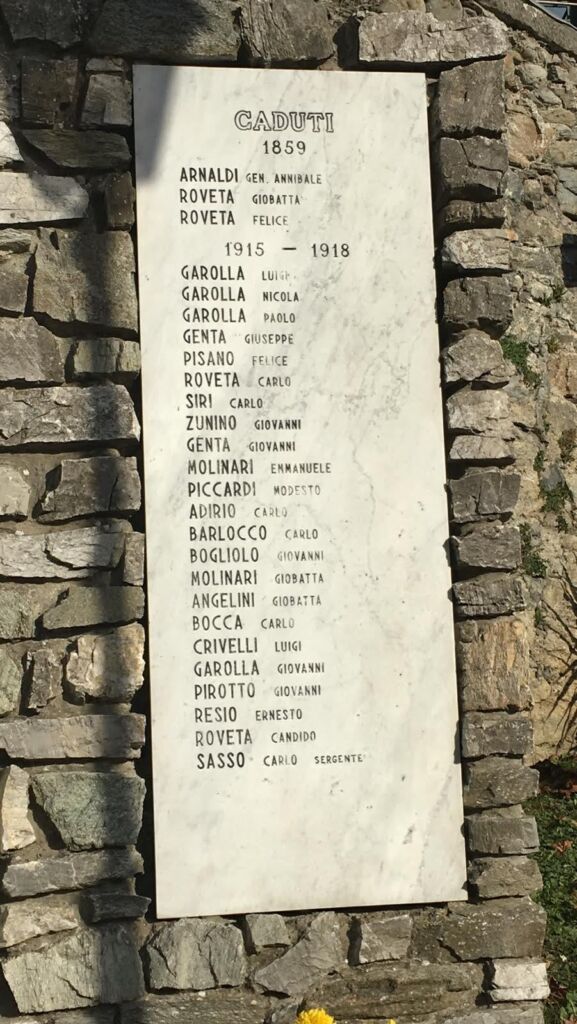 CADUTI
1859
ARNALDI GEN. ANNIBALE
ROVETA GIOBATTA
ROVETA FELICE
1915 — 1918
GAROLLA LUIGI
GAROLLA NICOLA
GAROLLA PAOLO
GENTA GIUSEPPE
PISANO FELICE
ROVETA CARLO
SIRI CARLO
ZUNINO GIOVANNI
GENTA GIOVANNI
MOLINARI EMMANUELE
PICCARDI MODESTO
ADIRIO CARLO
BARLOCCO CARLO
BOGLIOLO GIOVANNI
MOLINARI GIOBATTA
ANGELINI GIOBATTA
BOCCA CARLO
CRIVELLI LUIGI
GAROLLA GIOVANNI
PIROTTO GIOVANNI
RESIO ERNESTO
ROVETA CANDIDO
SASSO CARLO SERGENTE